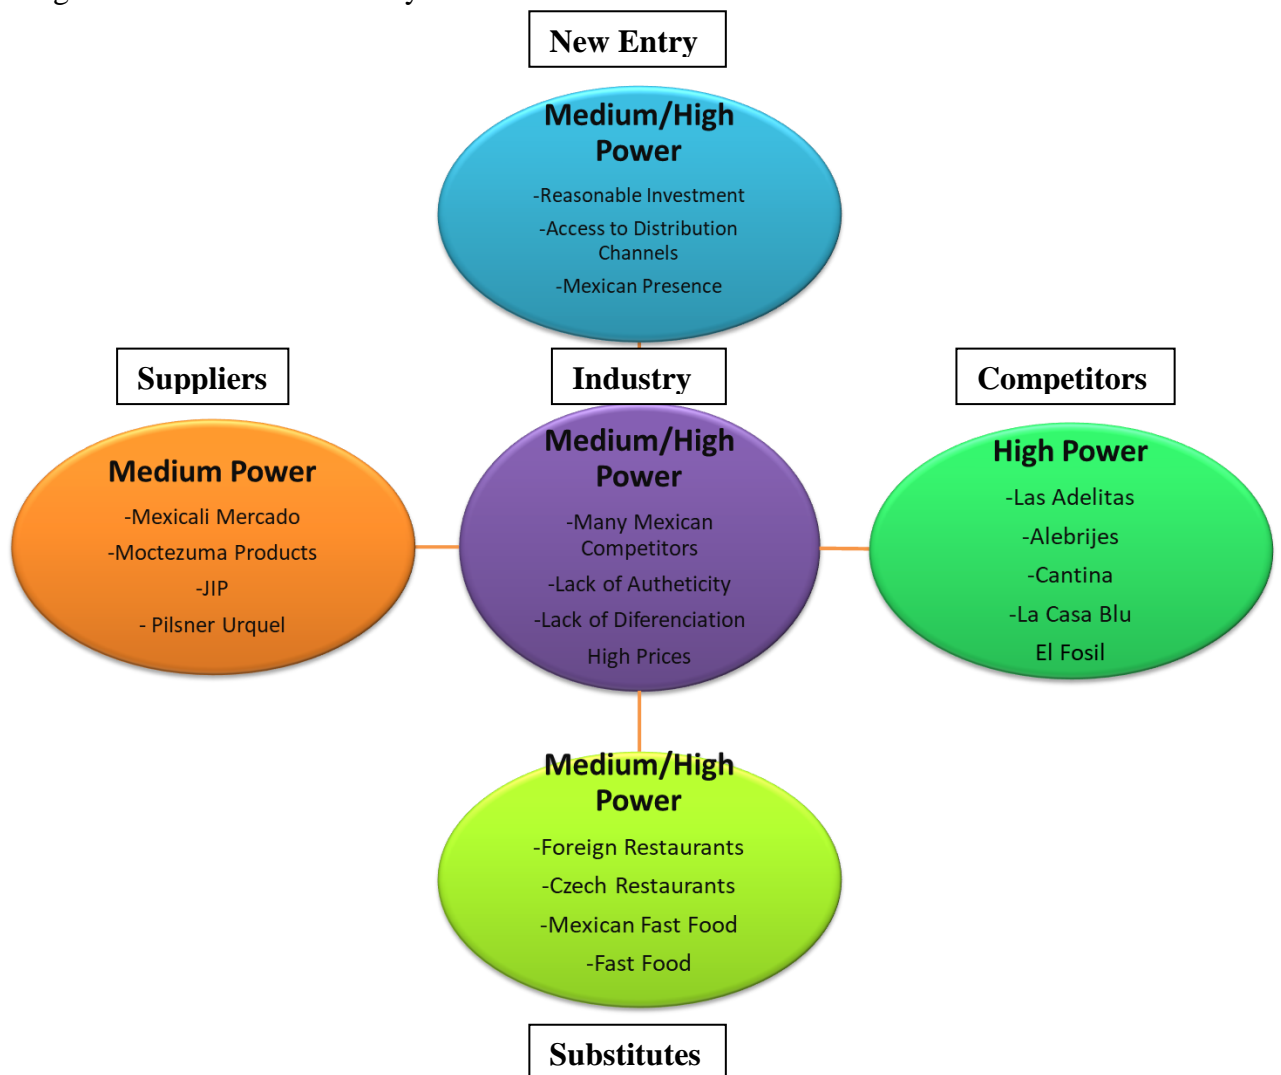 New Entry
Medium/High
Power
-Reasonable Investment
-Access to Distribution
Channels
-Mexican Presence
Suppliers
Industry
Competitors
Medium Power
-Mexicali Mercado
-Moctezuma Products
-JIP
- Pilsner Urquel
Medium/High
Power
-Many Mexican
Competitors
-Lack of Autheticity
-Lack of Diferenciation
High Prices
High Power
-Las Adelitas
-Alebrijes
-Cantina
-La Casa Blu
El Fosil
Medium/High
Power
-Foreign Restaurants
-Czech Restaurants
-Mexican Fast Food
-Fast Food
Substitutes